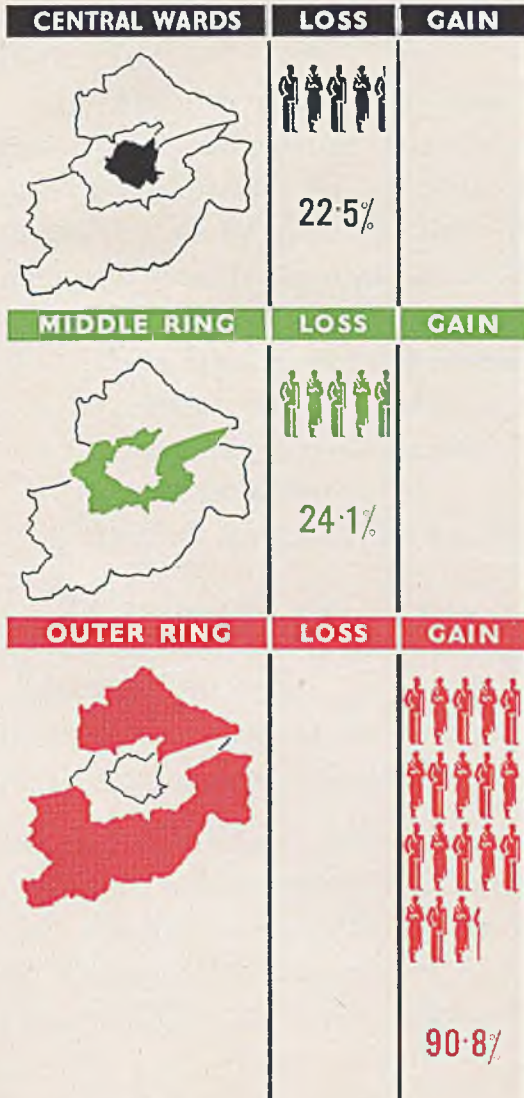 CENTRAL WARDS LOSS GAIN
22·5%
MIDDLE RING LOSS GAIN
24·1%
OUTER RING LOSS GAIN
90·8%